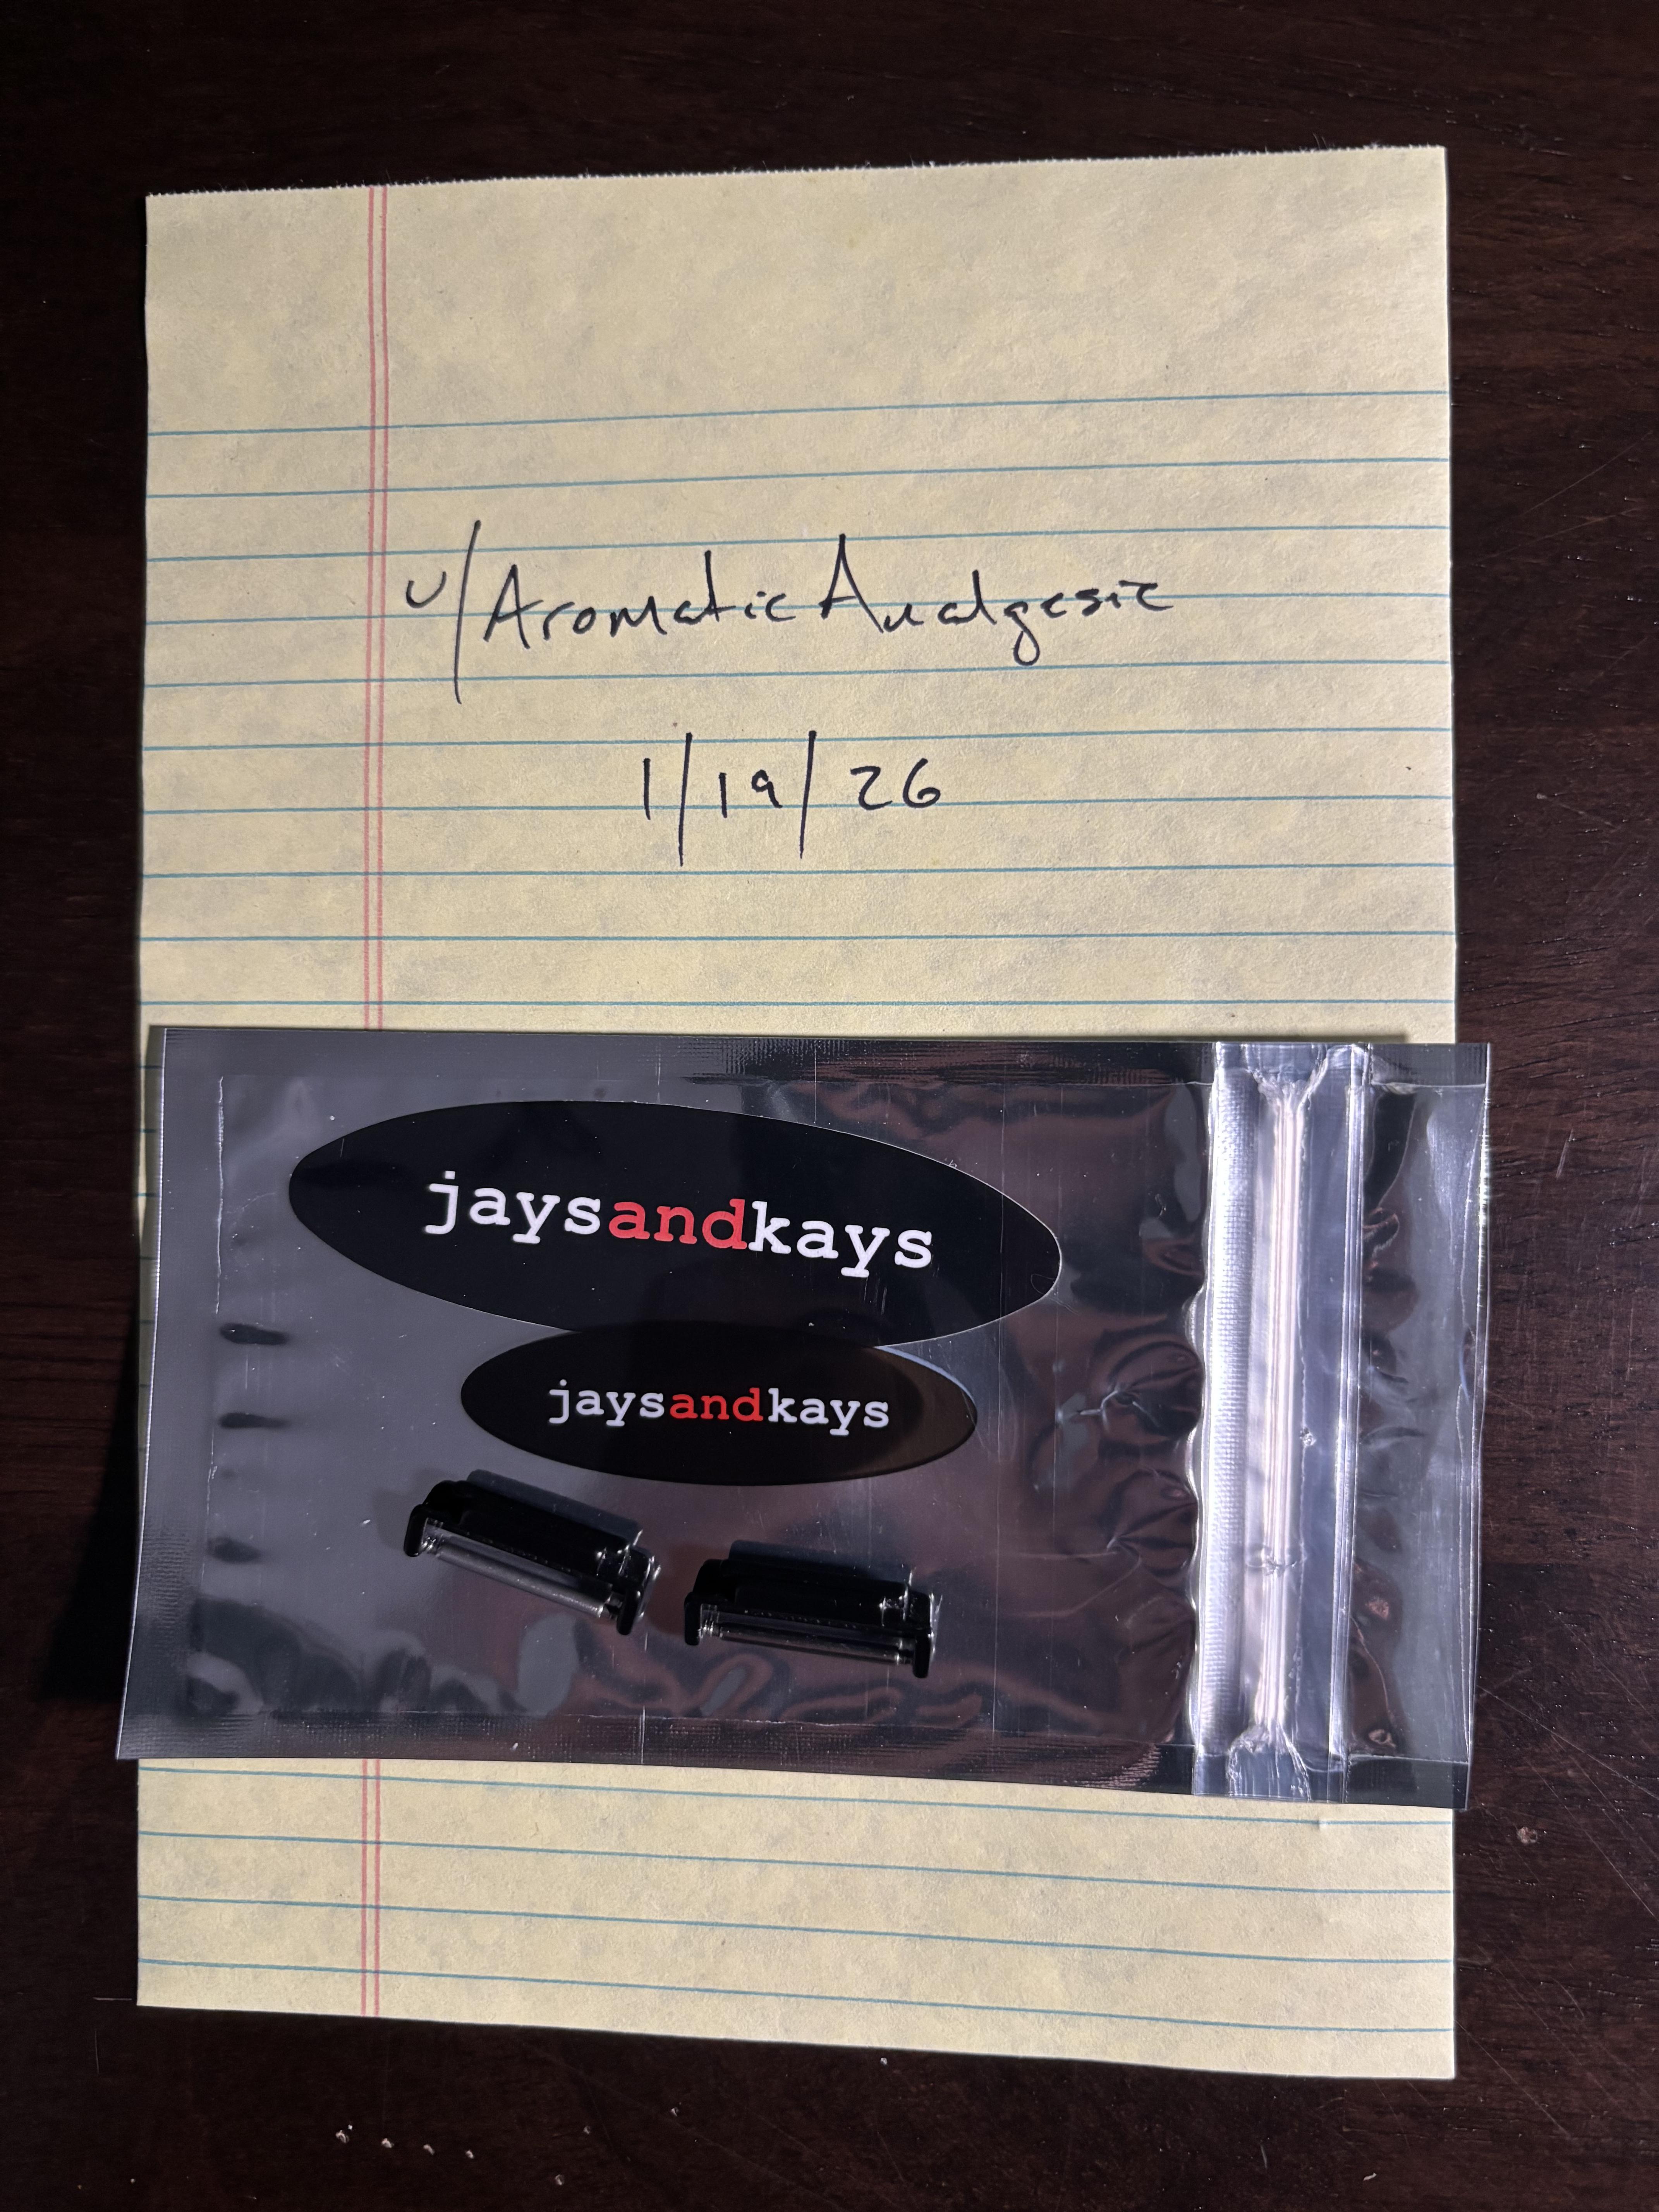 u/AromaticAnalgesic
1/19/26
jaysandkays
jaysandkays